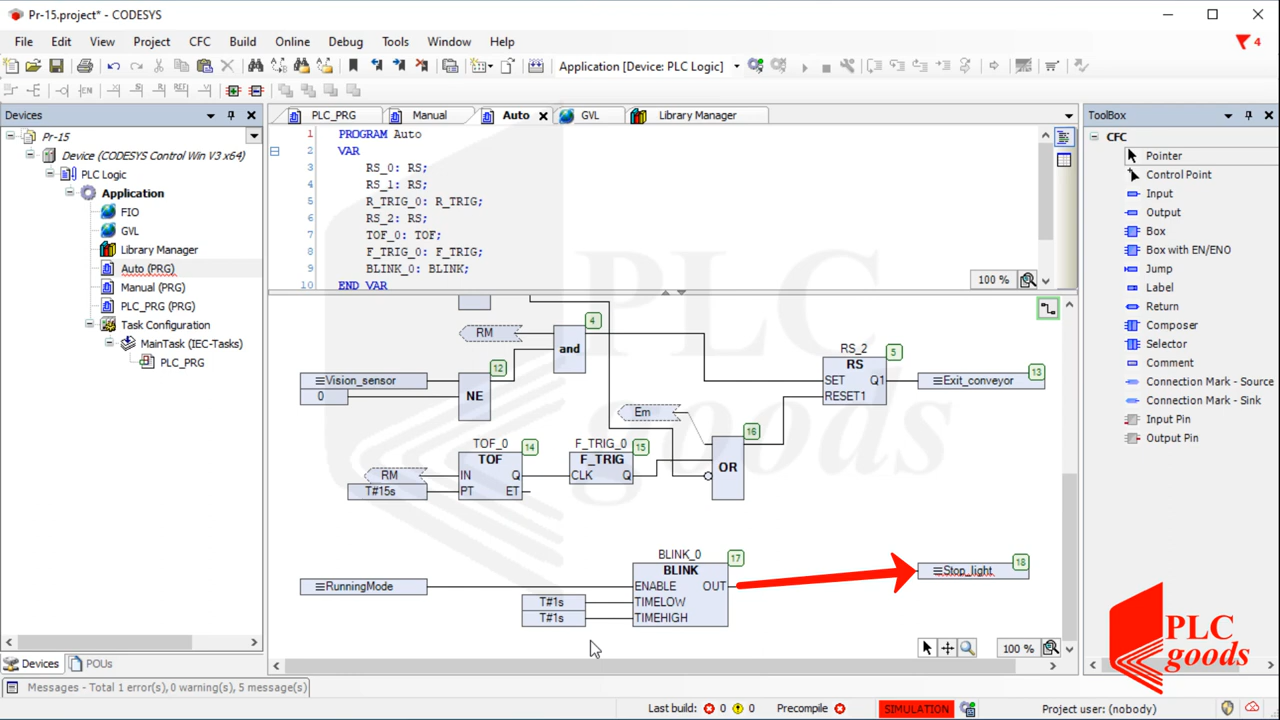 Pr-15.project* - CODESYS
File Edit View Project CFC Build Online Debug Tools Window Help
4
Application [Device: PLC Logic]
Devices
PLC_PRG Manual Auto GVL Library Manager
ToolBox
Pr-15
Device (CODESYS Control Win V3 x64)
PLC Logic
Application
FIO
GVL
Library Manager
Auto (PRG)
Manual (PRG)
PLC_PRG (PRG)
Task Configuration
MainTask (IEC-Tasks)
PLC_PRG
Devices POUs
1 PROGRAM Auto
2 VAR
3 RS_0: RS;
4 RS_1: RS;
5 R_TRIG_0: R_TRIG;
6 RS_2: RS;
7 TOF_0: TOF;
8 F_TRIG_0: F_TRIG;
9 BLINK_0: BLINK;
10 END_VAR
100 %
4
RM
and
12
Vision_sensor
0
NE
RS_2
5
RS
SET Q1
RESET1
13
Exit_conveyor
Em
16
OR
TOF_0
14
TOF
RM
IN Q
T#15s
PT ET
F_TRIG_0
15
F_TRIG
CLK Q
BLINK_0
17
BLINK
RunningMode
ENABLE OUT
T#1s
TIMELOW
T#1s
TIMEHIGH
18
Stop_light
100 %
CFC
Pointer
Control Point
Input
Output
Box
Box with EN/ENO
Jump
Label
Return
Composer
Selector
Comment
Connection Mark - Source
Connection Mark - Sink
Input Pin
Output Pin
PLC
goods
PLC
goods
Messages - Total 1 error(s), 0 warning(s), 5 message(s)
Last build: 0 0 Precompile SIMULATION Project user: (nobody)